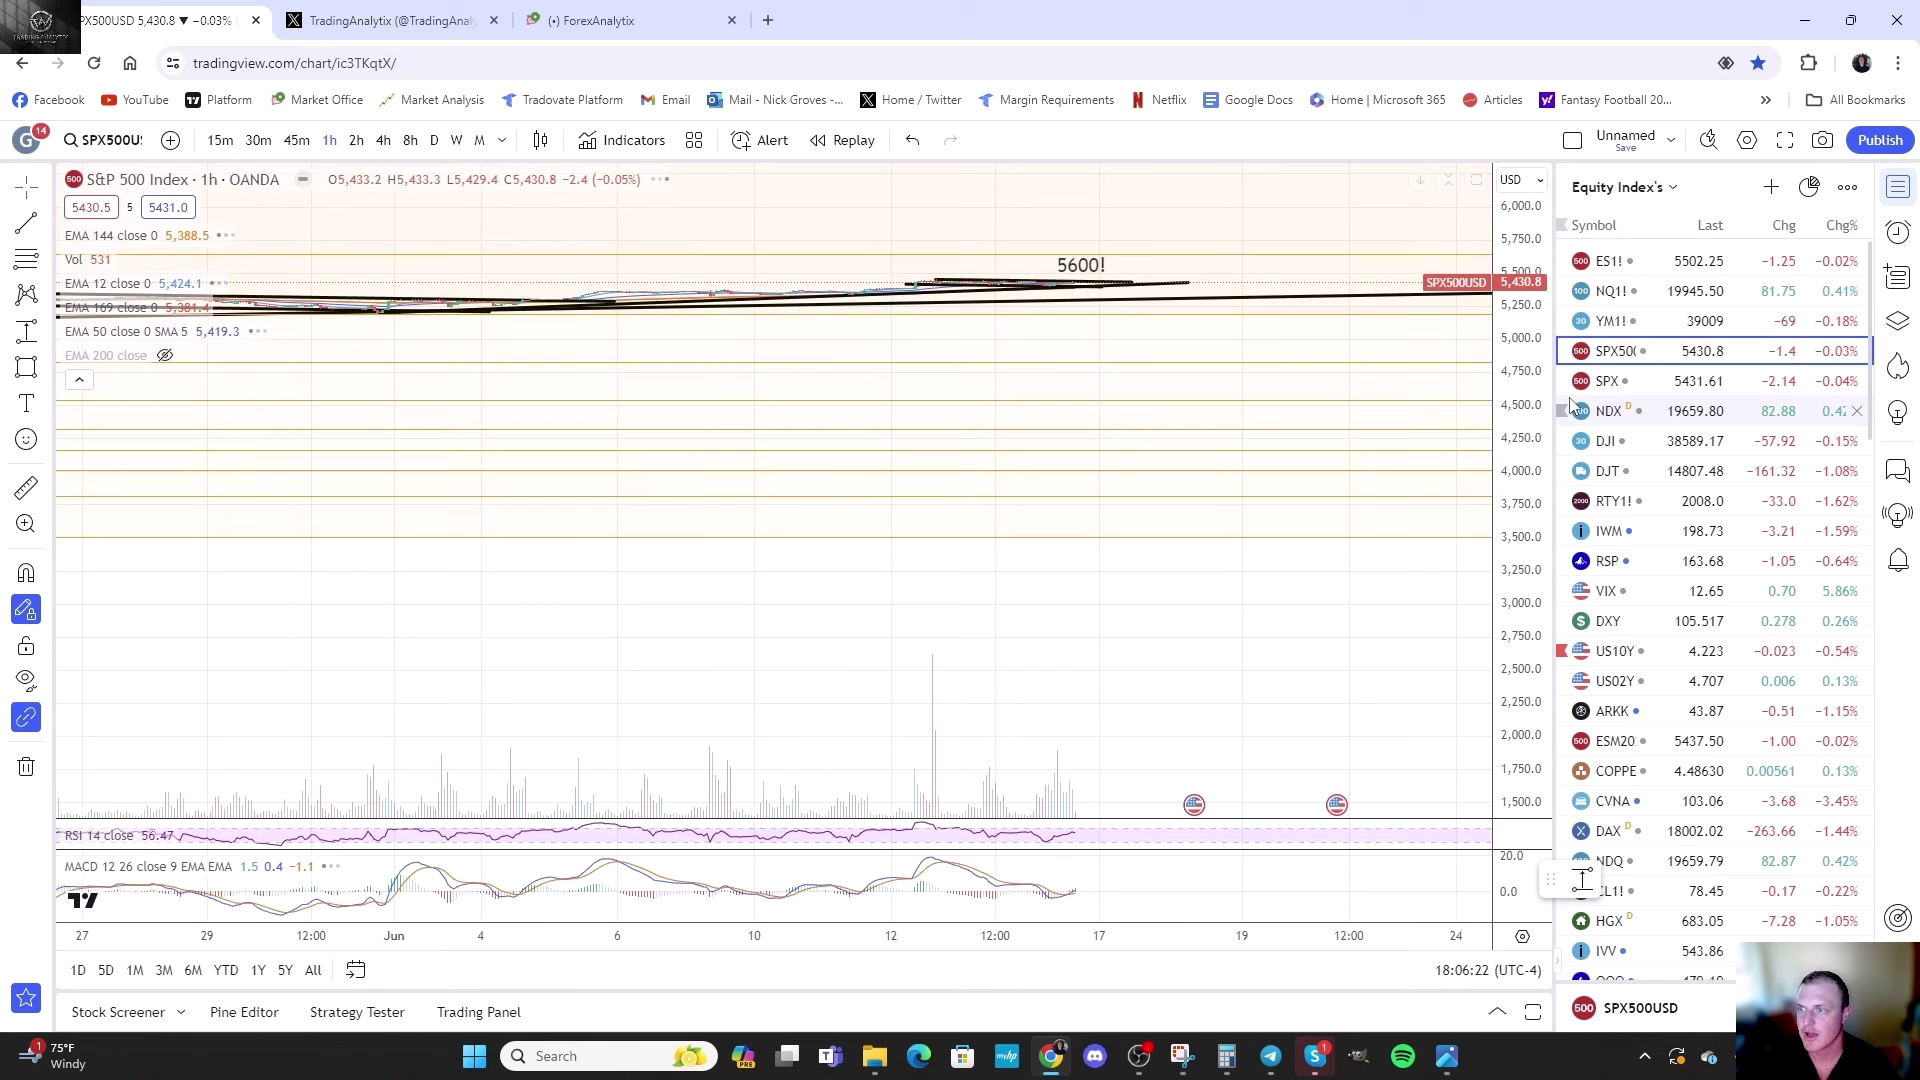 PX500USD 5,430.8 ▼ −0.03%
TradingAnalytix (@TradingAnaly
(•) ForexAnalytix
tradingview.com/chart/ic3TKqtX/
Facebook
YouTube
Platform
Market Office
Market Analysis
Tradovate Platform
Email
Mail - Nick Groves -...
Home / Twitter
Margin Requirements
Netflix
Google Docs
Home | Microsoft 365
Articles
Fantasy Football 20...
All Bookmarks
G 14
SPX500U:
15m 30m 45m 1h 2h 4h 8h D W M
Indicators
Alert
Replay
Unnamed
Save
Publish
S&P 500 Index · 1h · OANDA
O5,433.2 H5,433.3 L5,429.4 C5,430.8 −2.4 (−0.05%)
5430.5 5 5431.0
EMA 144 close 0 5,388.5
Vol 531
EMA 12 close 0 5,424.1
EMA 169 close 0 5,381.4
EMA 50 close 0 SMA 5 5,419.3
EMA 200 close
5600!
USD
6,000.0
5,750.0
5,500.0
SPX500USD 5,430.8
5,250.0
5,000.0
4,750.0
4,500.0
4,250.0
4,000.0
3,750.0
3,500.0
3,250.0
3,000.0
2,750.0
2,500.0
2,250.0
2,000.0
1,750.0
1,500.0
RSI 14 close 56.47
MACD 12 26 close 9 EMA EMA 1.5 0.4 −1.1
20.0
0.0
27 29 12:00 Jun 4 6 10 12 12:00 17 19 12:00 24
1D 5D 1M 3M 6M YTD 1Y 5Y All
18:06:22 (UTC-4)
Stock Screener
Pine Editor
Strategy Tester
Trading Panel
Equity Index's
Symbol Last Chg Chg%
ES1! 5502.25 −1.25 −0.02%
NQ1! 19945.50 81.75 0.41%
YM1! 39009 −69 −0.18%
SPX50( 5430.8 −1.4 −0.03%
SPX 5431.61 −2.14 −0.04%
NDX D 19659.80 82.88 0.42
DJI 38589.17 −57.92 −0.15%
DJT 14807.48 −161.32 −1.08%
RTY1! 2008.0 −33.0 −1.62%
IWM 198.73 −3.21 −1.59%
RSP 163.68 −1.05 −0.64%
VIX 12.65 0.70 5.86%
DXY 105.517 0.278 0.26%
US10Y 4.223 −0.023 −0.54%
US02Y 4.707 0.006 0.13%
ARKK 43.87 −0.51 −1.15%
ESM20 5437.50 −1.00 −0.02%
COPPE 4.48630 0.00561 0.13%
CVNA 103.06 −3.68 −3.45%
DAX D 18002.02 −263.66 −1.44%
NDQ 19659.79 82.87 0.42%
CL1! 78.45 −0.17 −0.22%
HGX D 683.05 −7.28 −1.05%
IVV 543.86
SPX500USD
75°F
Windy
Search